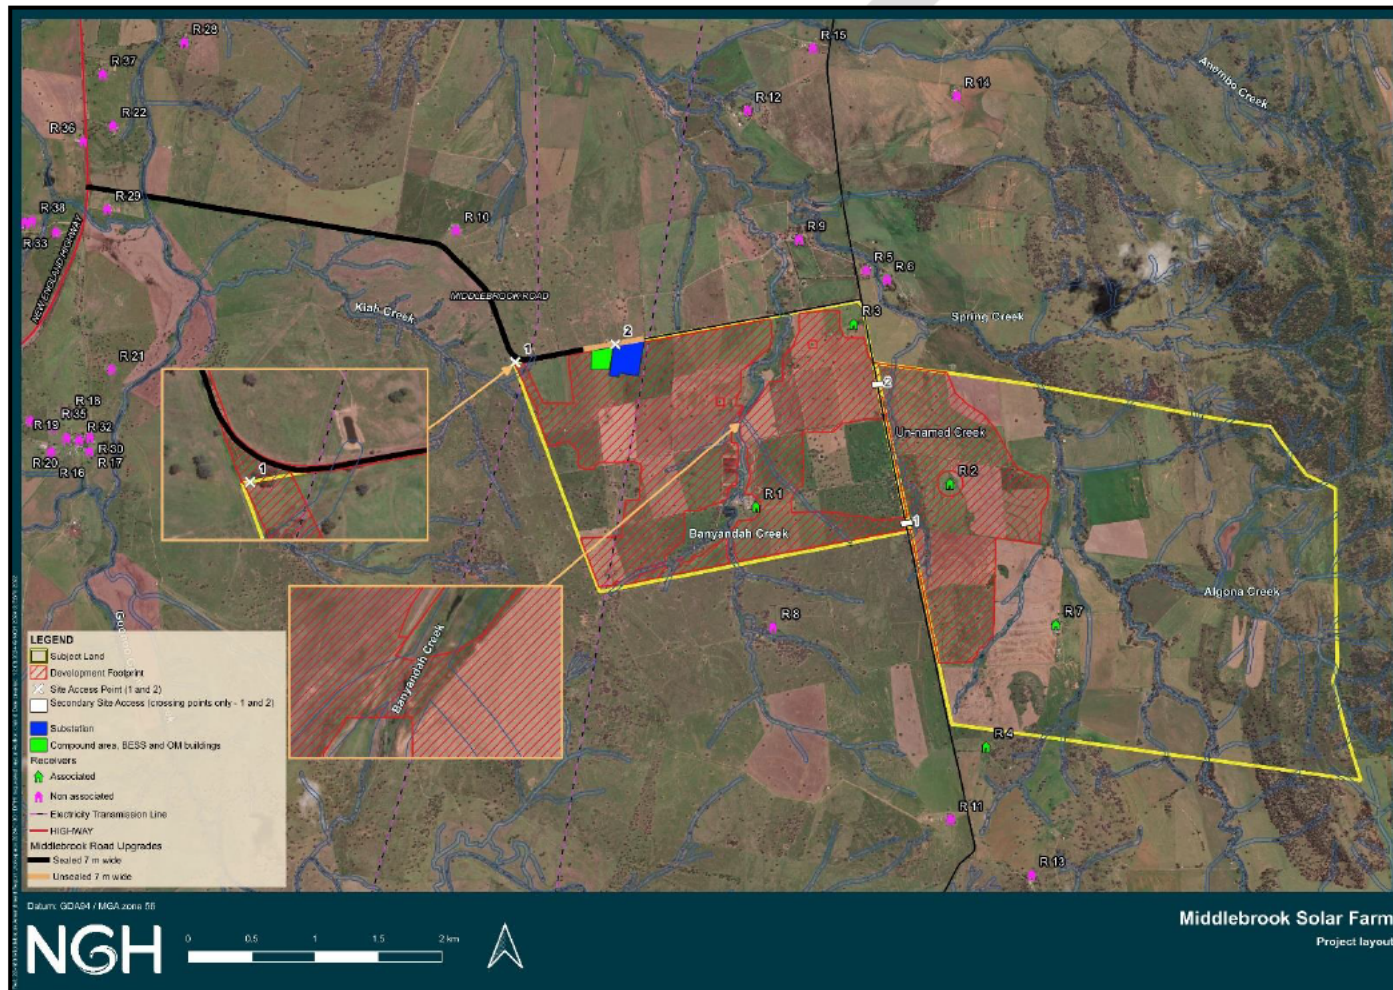 R 28
R 15
R 37
R 14
Anembo Creek
R 12
R 22
R 36
R 29
R 38
R 10
R 33
R 9
R 5
R 6
NEW ENGLAND HIGHWAY
MIDDLEBROOK ROAD
Kiah Creek
Spring Creek
R 3
2
1
R 21
2
R 18
R 19
R 35
R 32
Un-named Creek
R 20
R 30
R 16
R 17
1
R 2
R 1
1
Banyandah Creek
Algona Creek
R 7
R 8
Banyandah Creek
R 4
R 11
R 13
LEGEND
Subject Land
Development Footprint
Site Access Point (1 and 2)
Secondary Site Access (crossing points only - 1 and 2)
Substation
Compound area, BESS and OM buildings
Receivers
Associated
Non associated
Electricity Transmission Line
HIGHWAY
Middlebrook Road Upgrades
Sealed 7 m wide
Unsealed 7 m wide
Datum: GDA94 / MGA zone 56
NGH
0 0.5 1 1.5 2 km
Middlebrook Solar Farm
Project layout